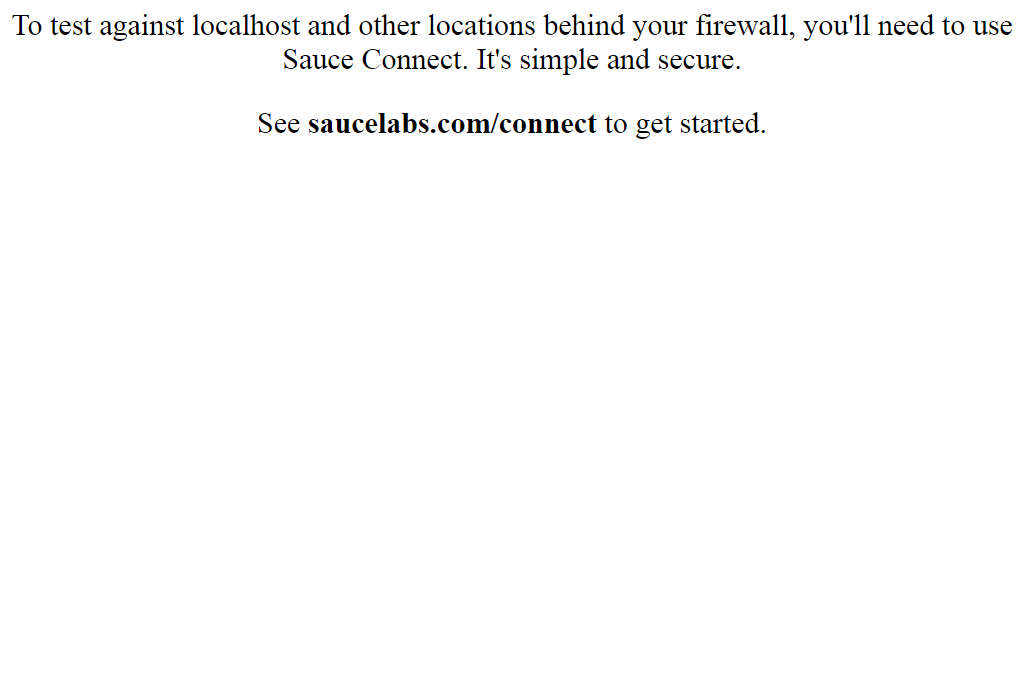 To test against localhost and other locations behind your firewall, you'll need to use
Sauce Connect. It's simple and secure.
See saucelabs.com/connect to get started.